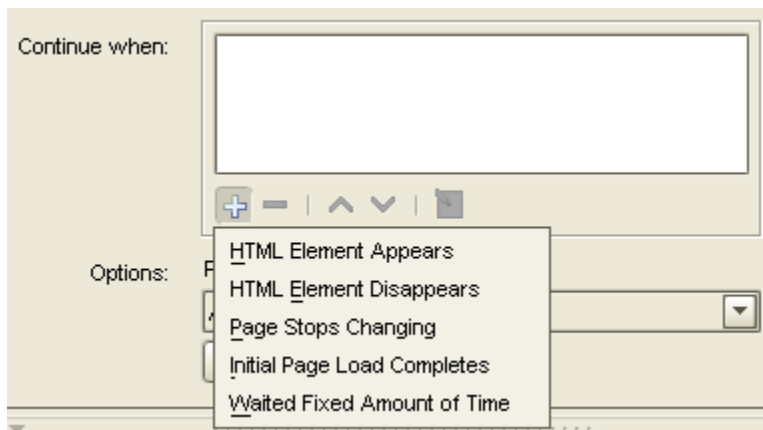 Continue when:
HTML Element Appears
Options:
HTML Element Disappears
Page Stops Changing
Initial Page Load Completes
Waited Fixed Amount of Time